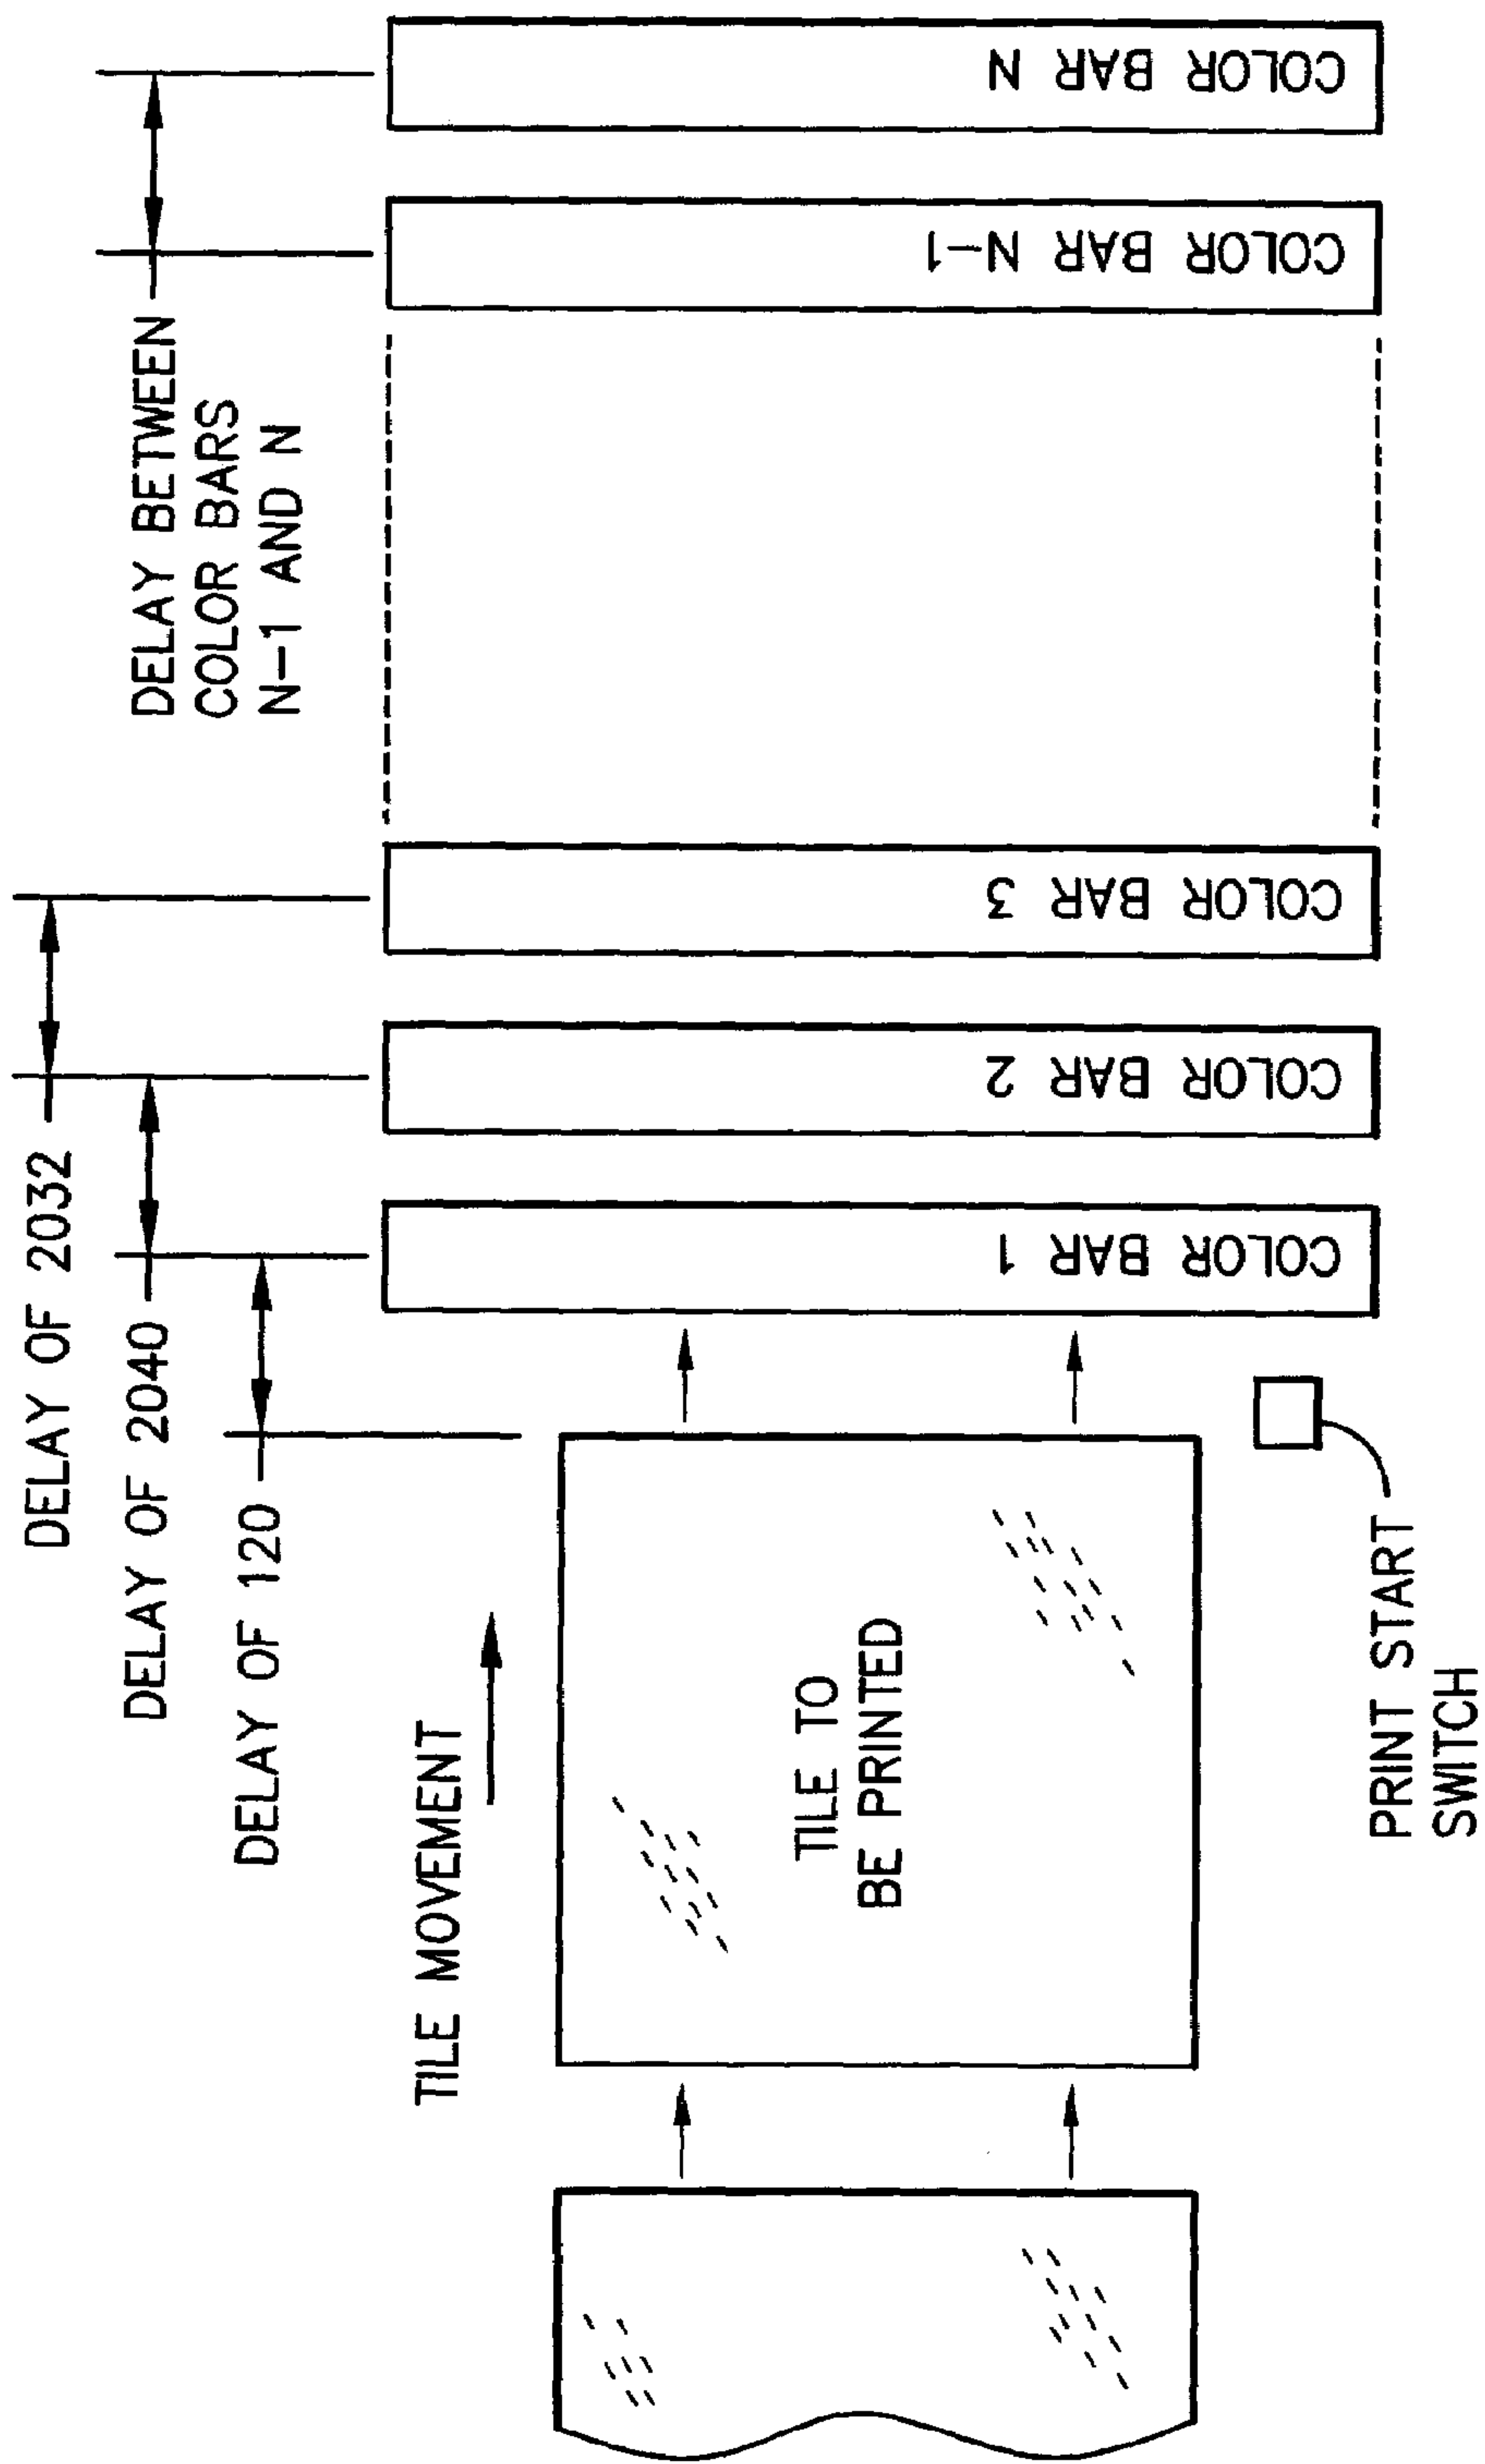 DELAY OF 2032
DELAY OF 2040
DELAY OF 120
DELAY BETWEEN
COLOR BARS
N-1 AND N
TILE MOVEMENT
TILE TO
BE PRINTED
COLOR BAR 1
COLOR BAR 2
COLOR BAR 3
COLOR BAR N-1
COLOR BAR N
PRINT START
SWITCH